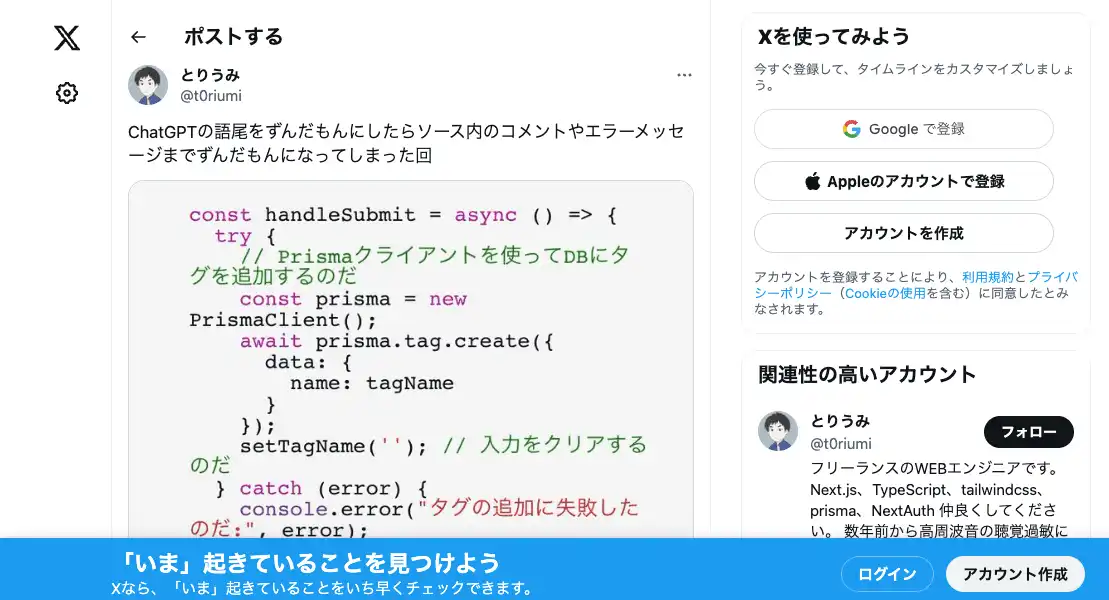 ポストする
とりうみ
@t0riumi
ChatGPTの語尾をずんだもんにしたらソース内のコメントやエラーメッセ
ージまでずんだもんになってしまった回
const handleSubmit = async () => {
try {
// Prismaクライアントを使ってDBにタ
グを追加するのだ
const prisma = new
PrismaClient();
await prisma.tag.create({
data: {
name: tagName
}
});
setTagName(''); // 入力をクリアする
のだ
} catch (error) {
console.error("タグの追加に失敗した
のだ:", error);
Xを使ってみよう
今すぐ登録して、タイムラインをカスタマイズしましょ
う。
Google で登録
Appleのアカウントで登録
アカウントを作成
アカウントを登録することにより、利用規約とプライバ
シーポリシー（Cookieの使用を含む）に同意したとみ
なされます。
関連性の高いアカウント
とりうみ
@t0riumi
フォロー
フリーランスのWEBエンジニアです。
Next.js、TypeScript、tailwindcss、
prisma、NextAuth 仲良くしてくださ
い。 数年前から高周波音の聴覚過敏に
「いま」起きていることを見つけよう
Xなら、「いま」起きていることをいち早くチェックできます。
ログイン
アカウント作成